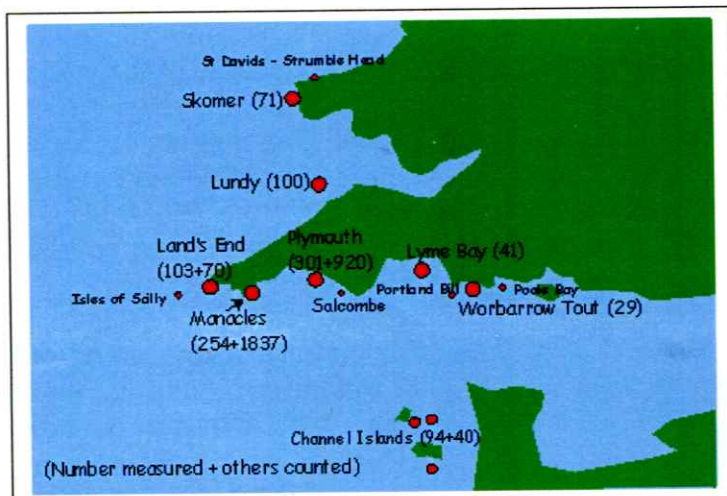 St Davids - Strumble Head
Skomer (71)
Lundy (100)
Land's End
(103+70)
Plymouth
(301+920)
Lyme Bay (41)
Isles of Scilly
Manacles
(254+1837)
Salcombe
Portland Bill
Poole Bay
Worbarrow Tout (29)
Channel Islands (94+40)
(Number measured + others counted)